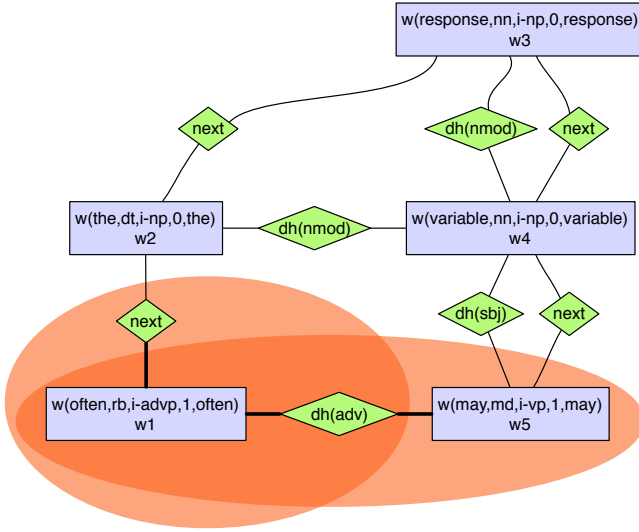 w(response,nn,i-np,0,response)
w3
next
dh(nmod)
next
w(the,dt,i-np,0,the)
w2
dh(nmod)
w(variable,nn,i-np,0,variable)
w4
next
dh(sbj)
next
w(often,rb,i-advp,1,often)
w1
dh(adv)
w(may,md,i-vp,1,may)
w5